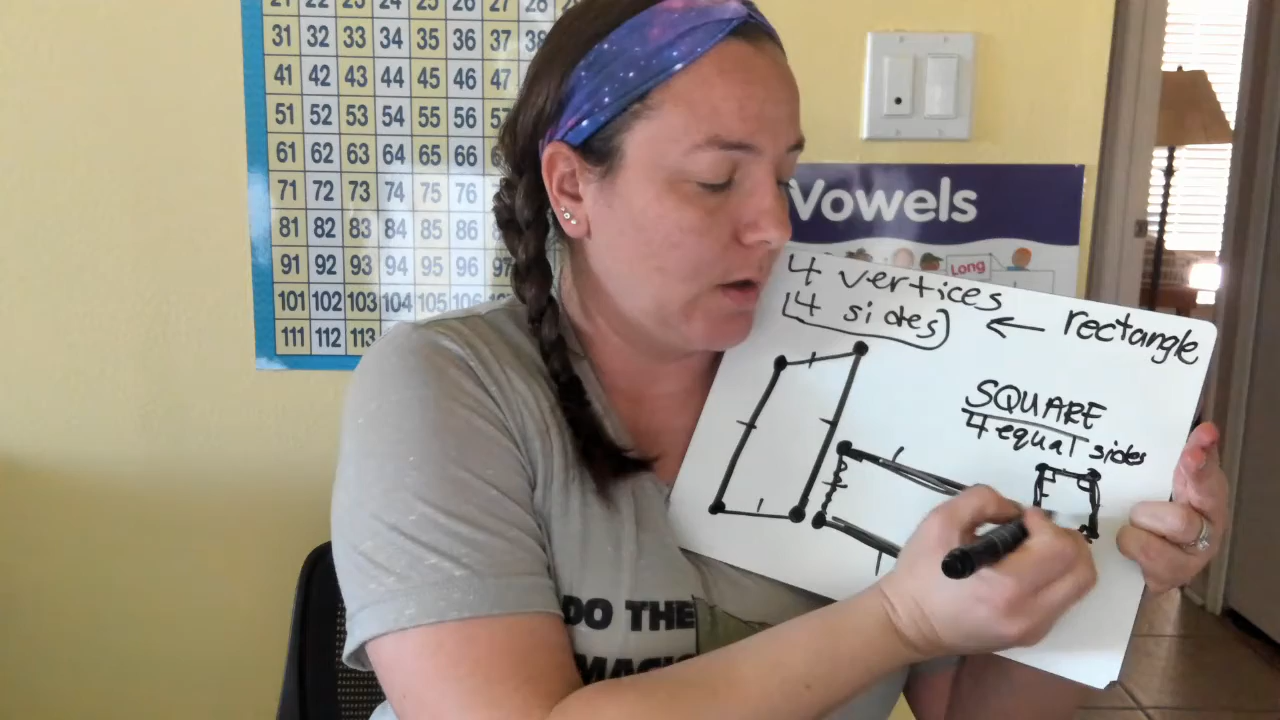 21 22 23 24 25 26 27 28
31 32 33 34 35 36 37 38
41 42 43 44 45 46 47
51 52 53 54 55 56 57
61 62 63 64 65 66
71 72 73 74 75 76
81 82 83 84 85 86
91 92 93 94 95 96 97
101 102 103 104 105 106
111 112 113
Vowels
Long
4 vertices
4 sides
← rectangle
SQUARE
4 equal sides
DO THE